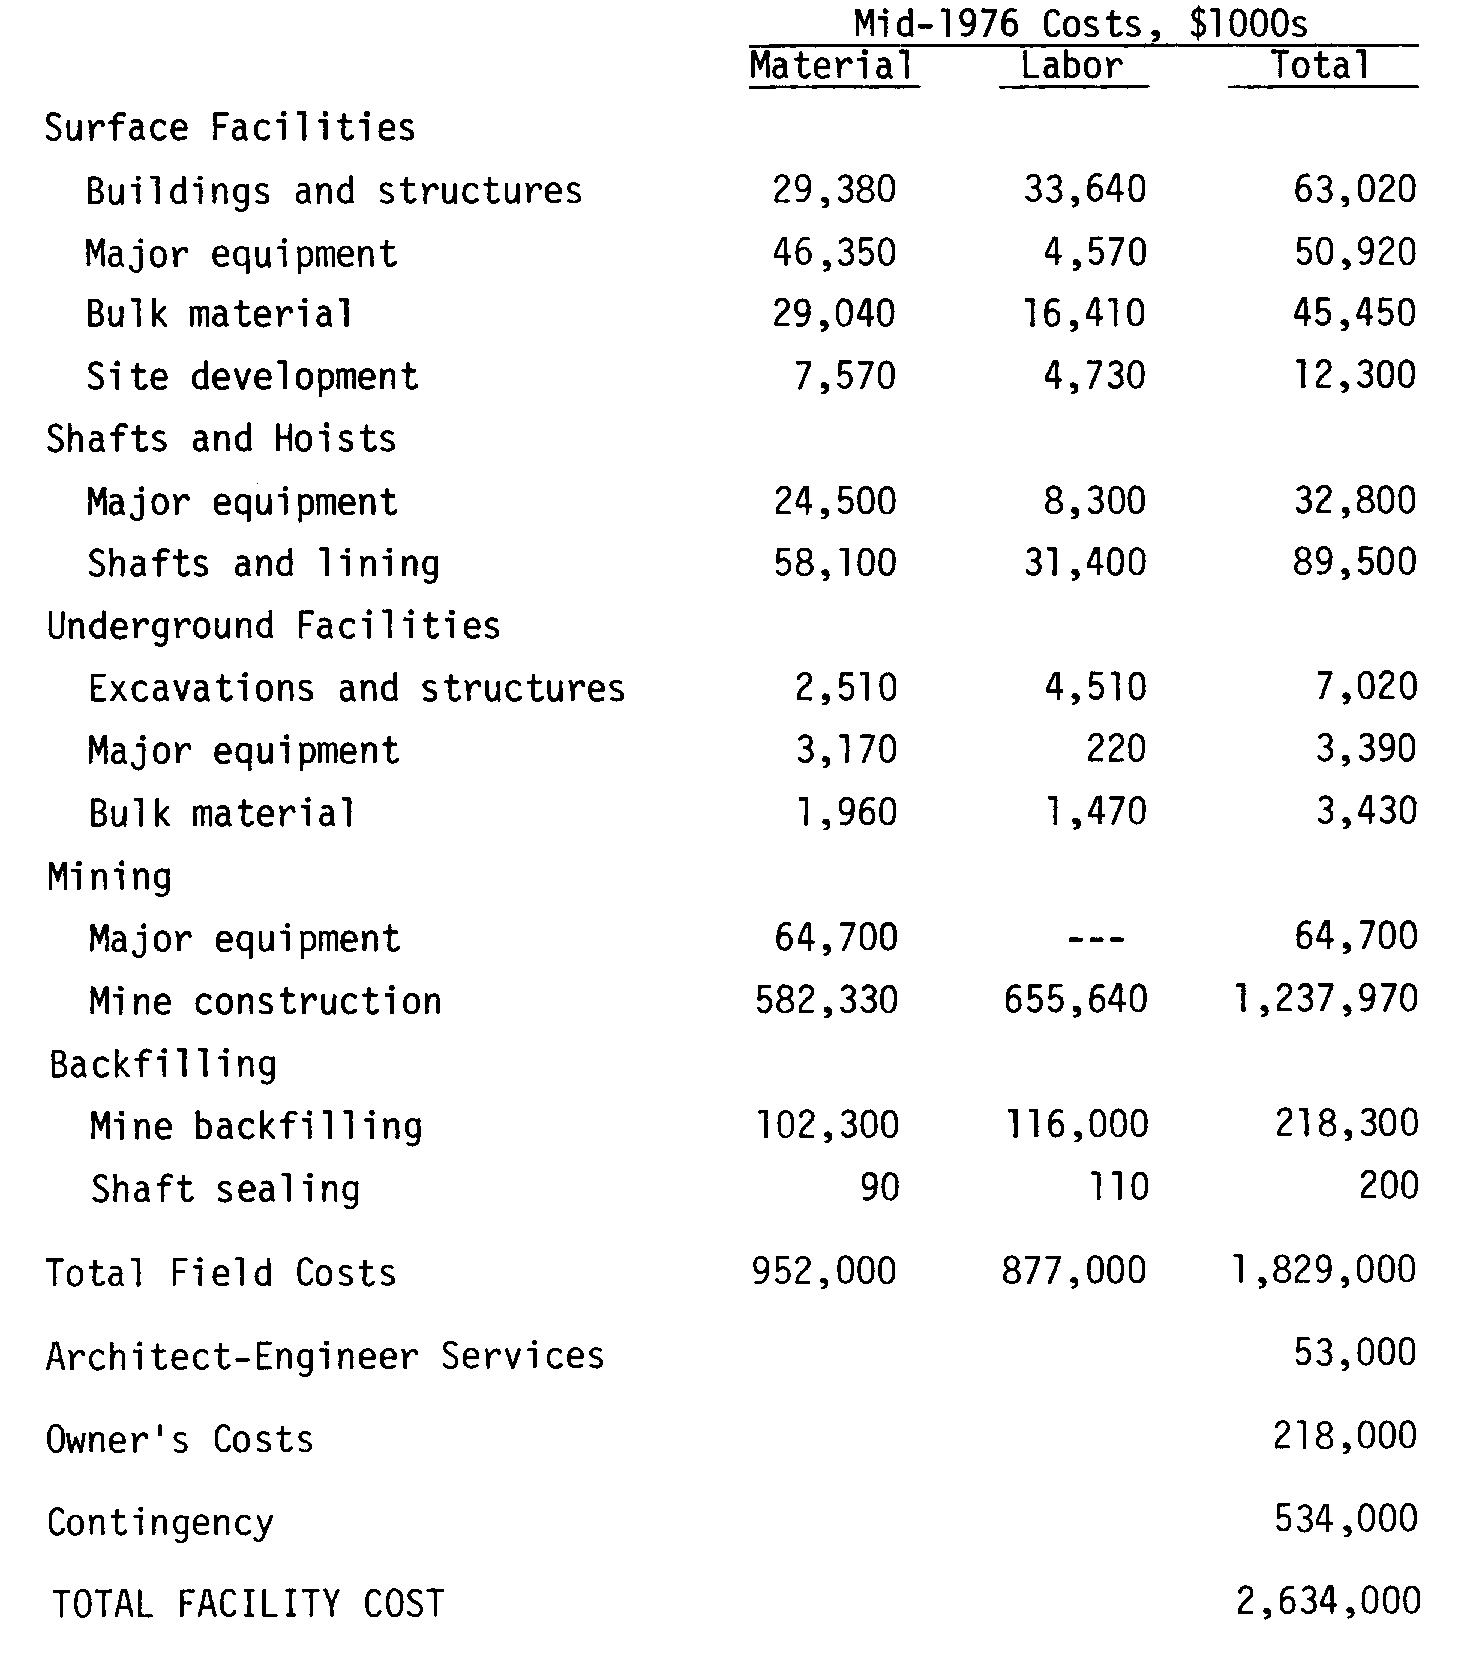 Mid-1976 Costs, $1000s
Material Labor Total
Surface Facilities
Buildings and structures 29,380 33,640 63,020
Major equipment 46,350 4,570 50,920
Bulk material 29,040 16,410 45,450
Site development 7,570 4,730 12,300
Shafts and Hoists
Major equipment 24,500 8,300 32,800
Shafts and lining 58,100 31,400 89,500
Underground Facilities
Excavations and structures 2,510 4,510 7,020
Major equipment 3,170 220 3,390
Bulk material 1,960 1,470 3,430
Mining
Major equipment 64,700 --- 64,700
Mine construction 582,330 655,640 1,237,970
Backfilling
Mine backfilling 102,300 116,000 218,300
Shaft sealing 90 110 200
Total Field Costs 952,000 877,000 1,829,000
Architect-Engineer Services 53,000
Owner's Costs 218,000
Contingency 534,000
TOTAL FACILITY COST 2,634,000